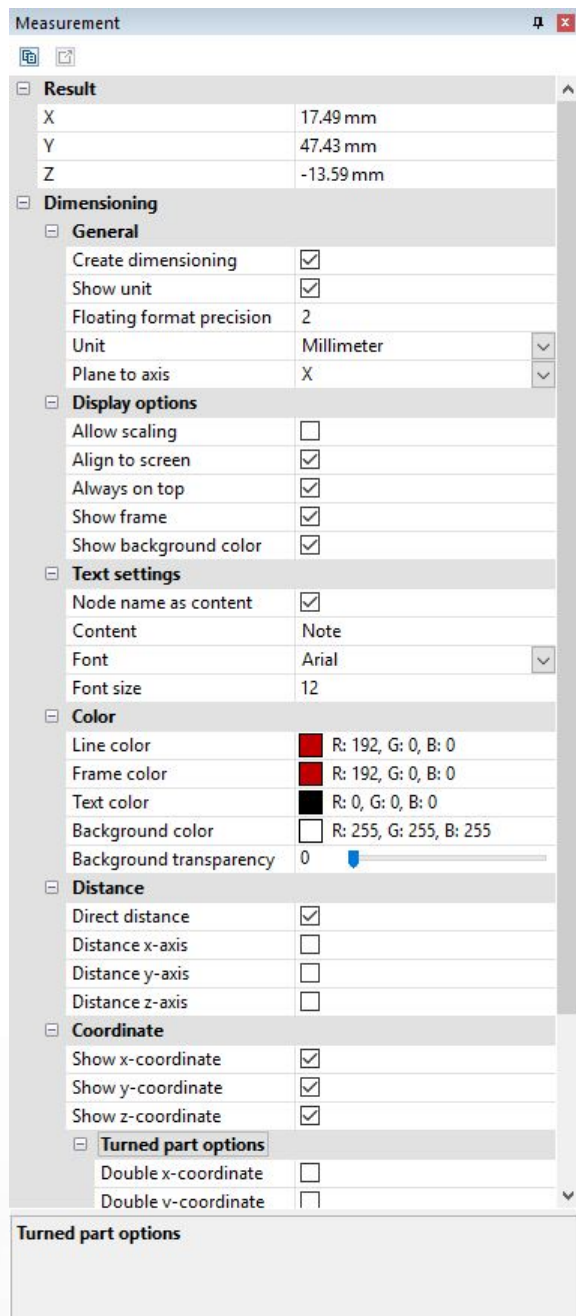 Measurement
Result
X 17.49 mm
Y 47.43 mm
Z -13.59 mm
Dimensioning
General
Create dimensioning
Show unit
Floating format precision 2
Unit Millimeter
Plane to axis X
Display options
Allow scaling
Align to screen
Always on top
Show frame
Show background color
Text settings
Node name as content
Content Note
Font Arial
Font size 12
Color
Line color R: 192, G: 0, B: 0
Frame color R: 192, G: 0, B: 0
Text color R: 0, G: 0, B: 0
Background color R: 255, G: 255, B: 255
Background transparency 0
Distance
Direct distance
Distance x-axis
Distance y-axis
Distance z-axis
Coordinate
Show x-coordinate
Show y-coordinate
Show z-coordinate
Turned part options
Double x-coordinate
Double y-coordinate
Turned part options